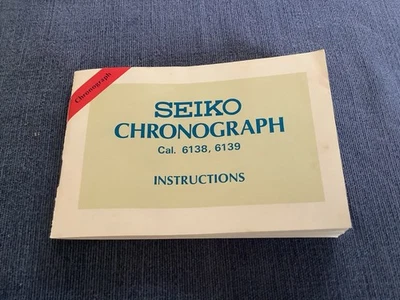 Chronograph
SEIKO
CHRONOGRAPH
Cal. 6138, 6139
INSTRUCTIONS